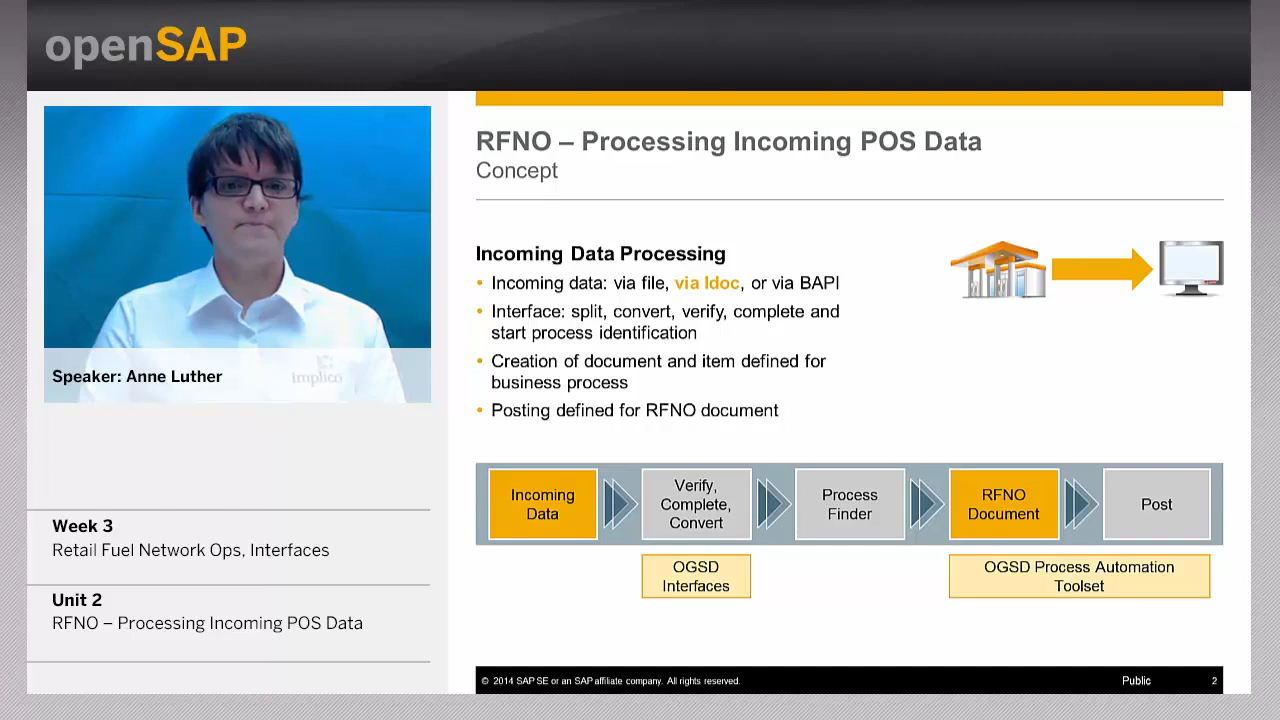 openSAP
RFNO – Processing Incoming POS Data
Concept
Incoming Data Processing
• Incoming data: via file, via Idoc, or via BAPI
• Interface: split, convert, verify, complete and
start process identification
• Creation of document and item defined for
business process
• Posting defined for RFNO document
implico
Speaker: Anne Luther
Incoming
Data
Verify,
Complete,
Convert
Process
Finder
RFNO
Document
Post
OGSD
Interfaces
OGSD Process Automation
Toolset
Week 3
Retail Fuel Network Ops, Interfaces
Unit 2
RFNO – Processing Incoming POS Data
© 2014 SAP SE or an SAP affiliate company. All rights reserved.
Public
2